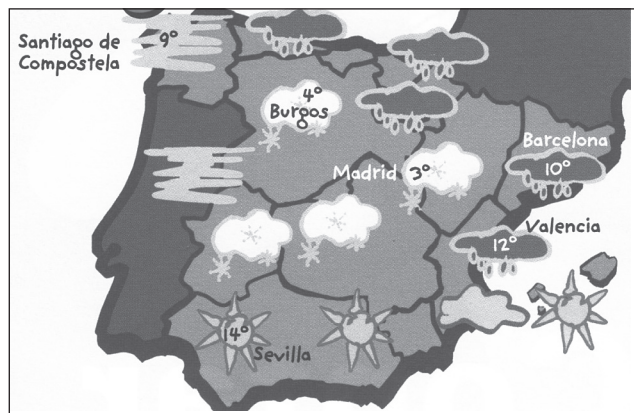 Santiago de
Compostela
9°
4°
Burgos
Barcelona
10°
Madrid 3°
Valencia
12°
14°
Sevilla